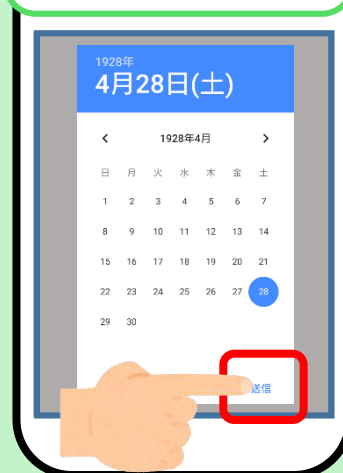 1928年
4月28日(土)
< 1928年4月 >
日 月 火 水 木 金 土
1 2 3 4 5 6 7
8 9 10 11 12 13 14
15 16 17 18 19 20 21
22 23 24 25 26 27 28
29 30
送信